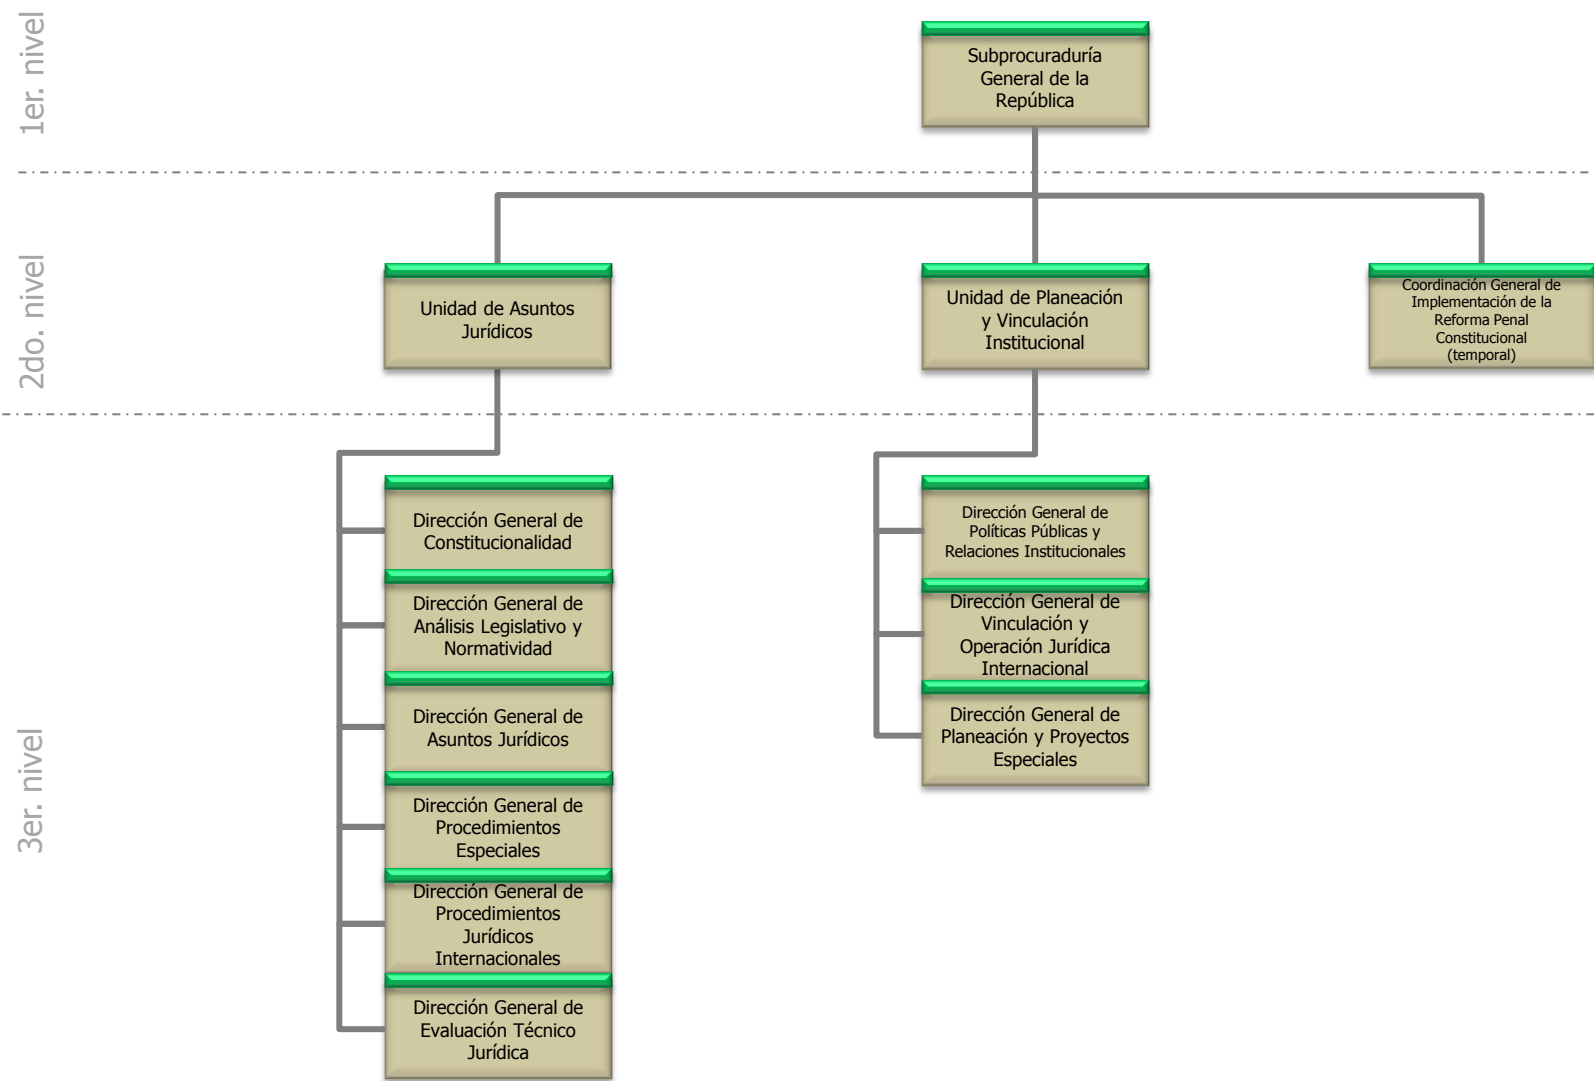 1er. nivel
Subprocuraduría
General de la
República
2do. nivel
Unidad de Asuntos
Jurídicos
Unidad de Planeación
y Vinculación
Institucional
Coordinación General de
Implementación de la
Reforma Penal
Constitucional
(temporal)
3er. nivel
Dirección General de
Constitucionalidad
Dirección General de
Análisis Legislativo y
Normatividad
Dirección General de
Asuntos Jurídicos
Dirección General de
Procedimientos
Especiales
Dirección General de
Procedimientos
Jurídicos
Internacionales
Dirección General de
Evaluación Técnico
Jurídica
Dirección General de
Políticas Públicas y
Relaciones Institucionales
Dirección General de
Vinculación y
Operación Jurídica
Internacional
Dirección General de
Planeación y Proyectos
Especiales